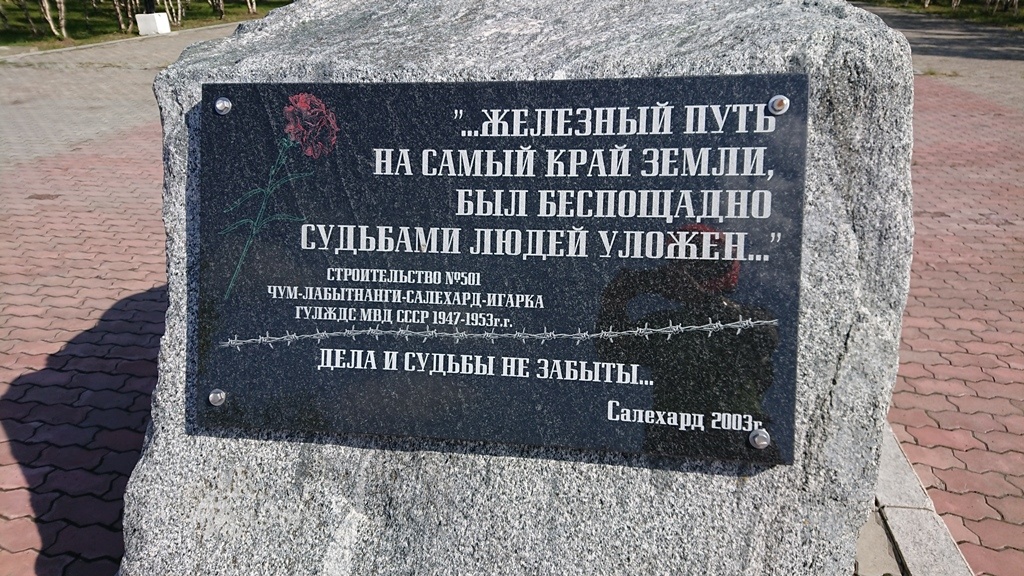 "...ЖЕЛЕЗНЫЙ ПУТЬ
НА САМЫЙ КРАЙ ЗЕМЛИ,
БЫЛ БЕСПОЩАДНО
СУДЬБАМИ ЛЮДЕЙ УЛОЖЕН..."
СТРОИТЕЛЬСТВО №501
ЧУМ-ЛАБЫТНАНГИ-САЛЕХАРД-ИГАРКА
ГУЛЖДС МВД СССР 1947-1953г.г.
ДЕЛА И СУДЬБЫ НЕ ЗАБЫТЫ...
Салехард 2003г.